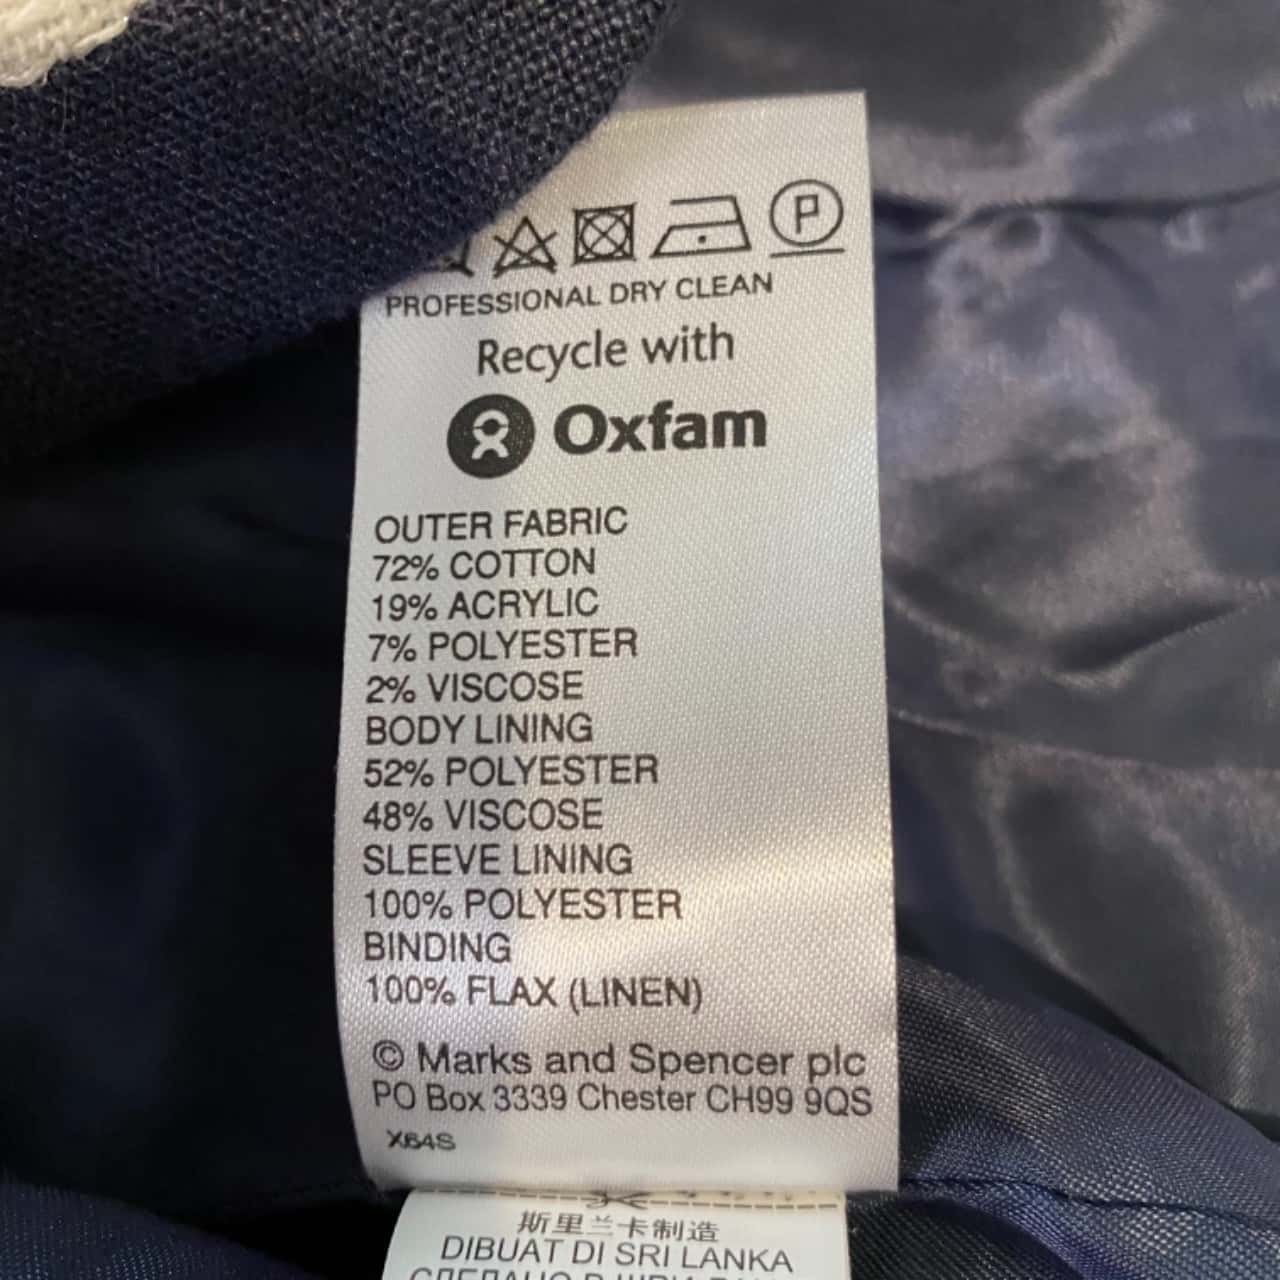 P
PROFESSIONAL DRY CLEAN
Recycle with
Oxfam
OUTER FABRIC
72% COTTON
19% ACRYLIC
7% POLYESTER
2% VISCOSE
BODY LINING
52% POLYESTER
48% VISCOSE
SLEEVE LINING
100% POLYESTER
BINDING
100% FLAX (LINEN)
© Marks and Spencer plc
PO Box 3339 Chester CH99 9QS
X64S
斯里兰卡制造
DIBUAT DI SRI LANKA